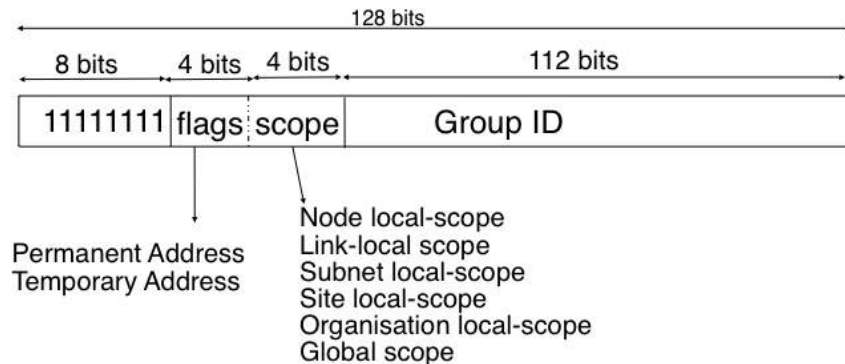 128 bits
8 bits 4 bits 4 bits 112 bits
11111111 flags scope Group ID
Permanent Address
Temporary Address
Node local-scope
Link-local scope
Subnet local-scope
Site local-scope
Organisation local-scope
Global scope